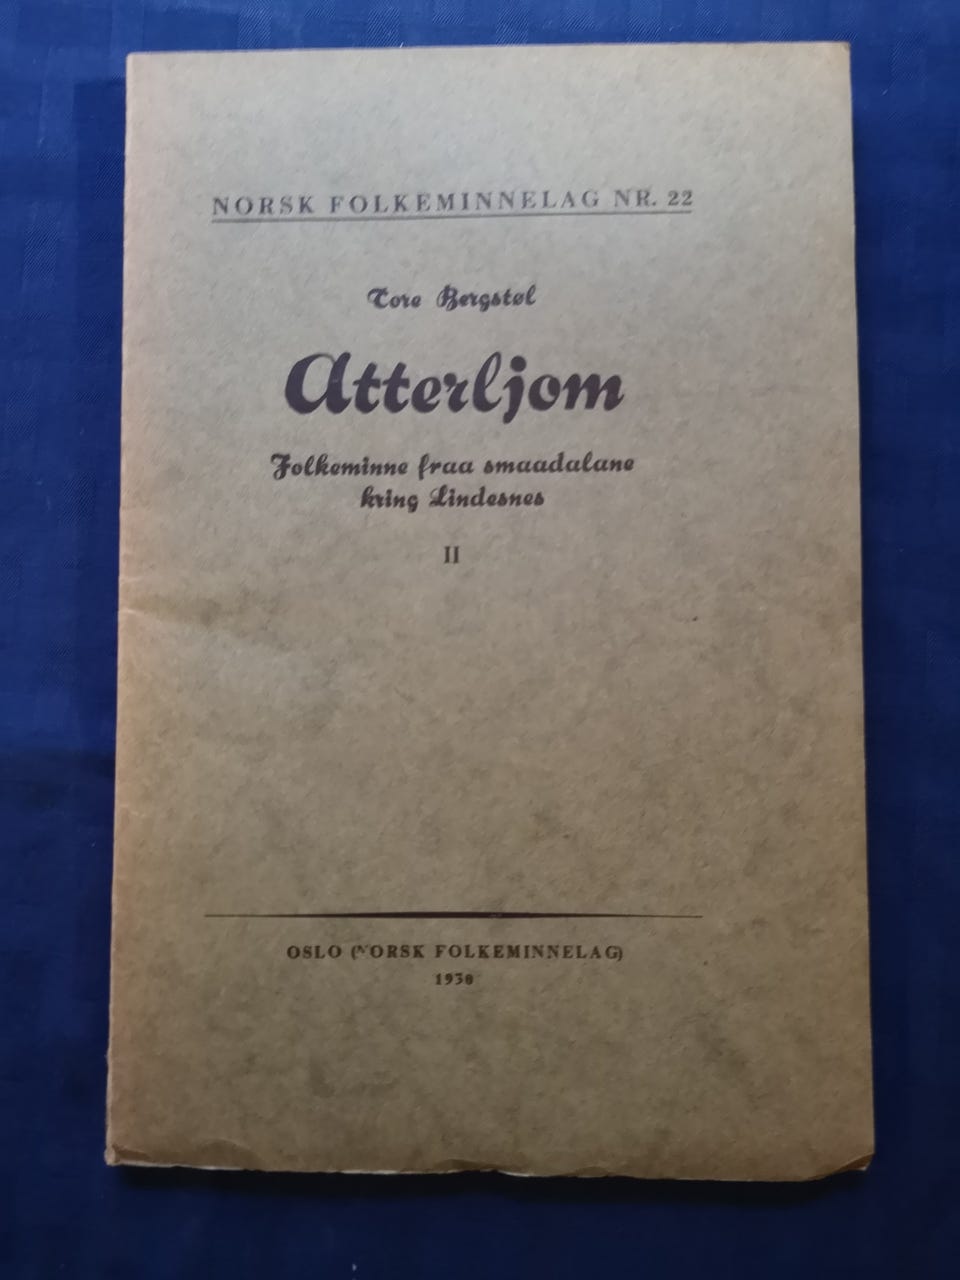 NORSK FOLKEMINNELAG NR. 22
Tore Bergstøl
Atterljom
Folkeminne fraa smaadalane
kring Lindesnes
II
OSLO (NORSK FOLKEMINNELAG)
1930